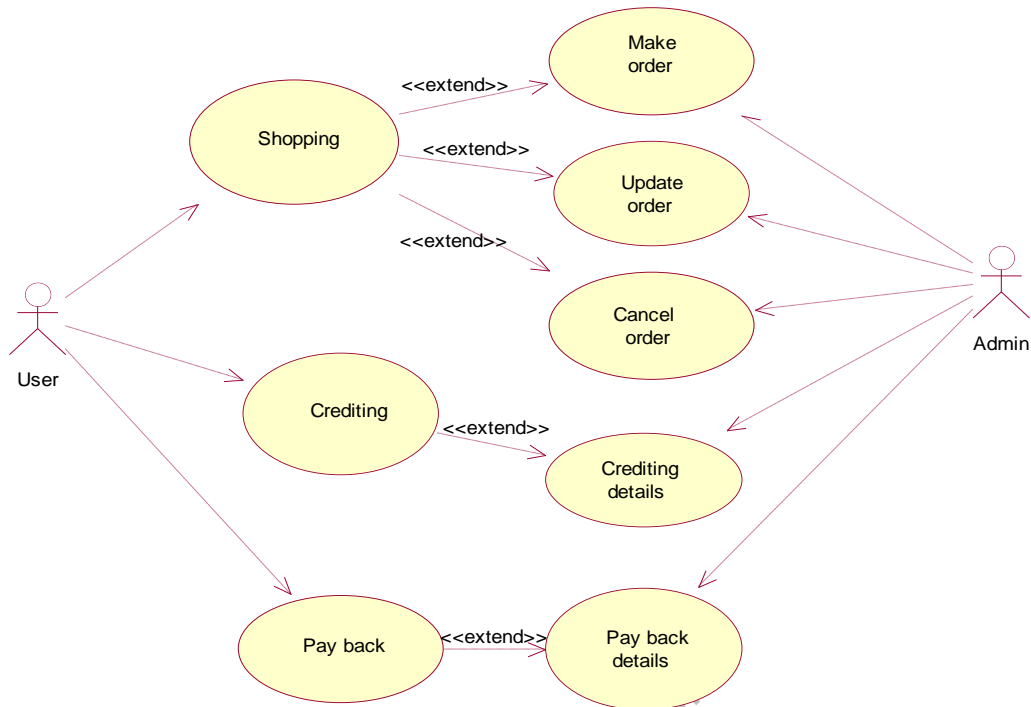 Make
order
<<extend>>
Shopping
<<extend>>
Update
order
<<extend>>
Cancel
order
User
Admin
Crediting
<<extend>>
Crediting
details
Pay back
<<extend>>
Pay back
details